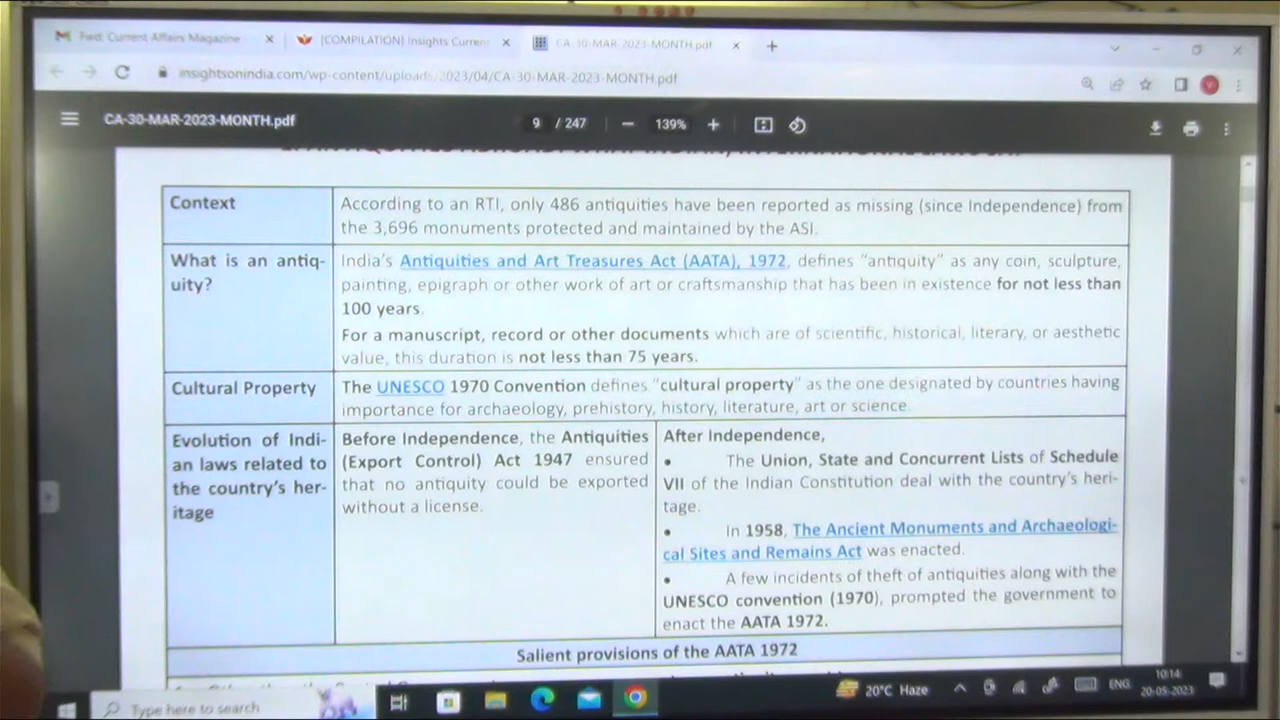 Fwd. Current Affairs Magazine
[COMPILATION] Insights Current
CA-30-MAR-2023-MONTH.pdf
insightsonindia.com/wp-content/uploads/2023/04/CA-30-MAR-2023-MONTH.pdf
CA-30-MAR-2023-MONTH.pdf
9 / 247
139%
Context
According to an RTI, only 486 antiquities have been reported as missing (since Independence) from
the 3,696 monuments protected and maintained by the ASI.
What is an antiq-
uity?
India's Antiquities and Art Treasures Act (AATA), 1972, defines "antiquity" as any coin, sculpture,
painting, epigraph or other work of art or craftsmanship that has been in existence for not less than
100 years.
For a manuscript, record or other documents which are of scientific, historical, literary, or aesthetic
value, this duration is not less than 75 years.
Cultural Property
The UNESCO 1970 Convention defines "cultural property" as the one designated by countries having
importance for archaeology, prehistory, history, literature, art or science
Evolution of Indi-
an laws related to
the country's her-
itage
Before Independence, the Antiquities
(Export Control) Act 1947 ensured
that no antiquity could be exported
without a license.
After Independence,
• The Union, State and Concurrent Lists of Schedule
VII of the Indian Constitution deal with the country's heri-
tage.
• In 1958, The Ancient Monuments and Archaeologi-
cal Sites and Remains Act was enacted.
• A few incidents of theft of antiquities along with the
UNESCO convention (1970), prompted the government to
enact the AATA 1972.
Salient provisions of the AATA 1972
Type here to search
20°C Haze
ENG
10:14
20-05-2023